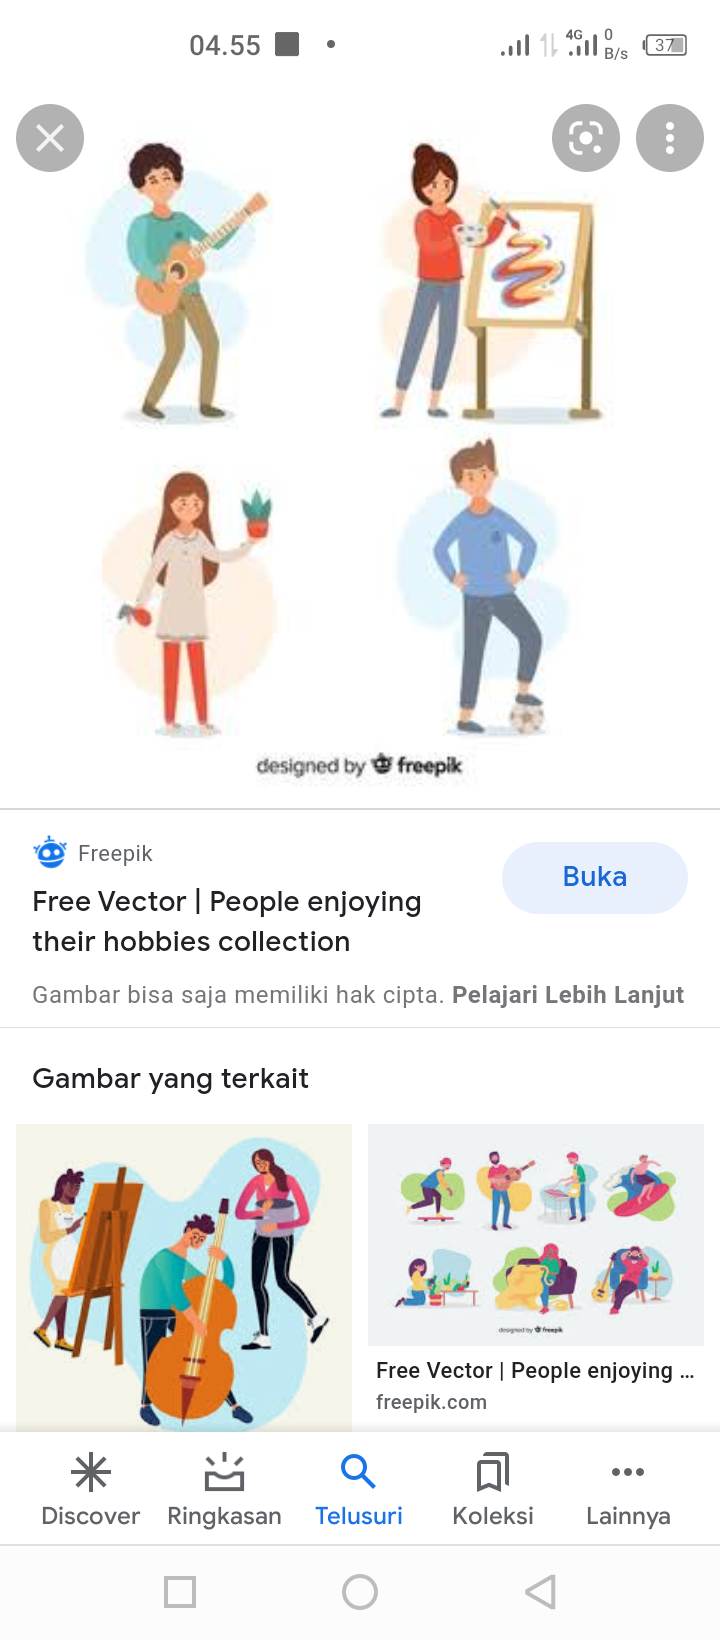 04.55
4G 0 B/s 37
designed by freepik
Freepik
Buka
Free Vector | People enjoying
their hobbies collection
Gambar bisa saja memiliki hak cipta. Pelajari Lebih Lanjut
Gambar yang terkait
designed by freepik
Free Vector | People enjoying ...
freepik.com
Discover Ringkasan Telusuri Koleksi Lainnya